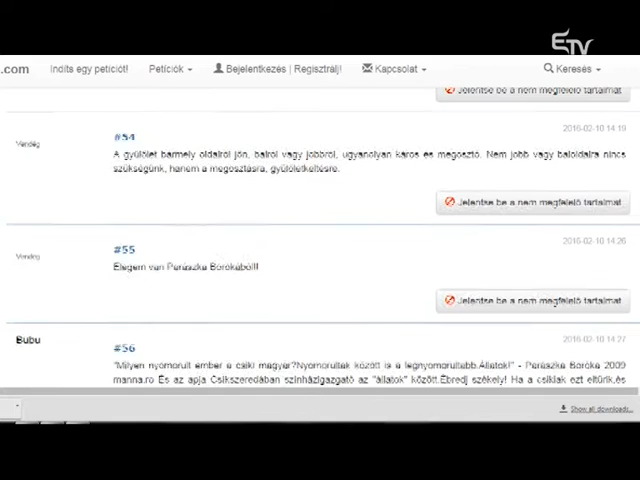 ETV
.com Indíts egy petíciót! Petíciók Bejelentkezés | Regisztrálj! Kapcsolat Keresés
Jelentse be a nem megfelelő tartalmat
2016-02-10 14:19
Vendég
#54
A gyűlölet bármely oldalról jön, balról vagy jobbról, ugyanolyan káros és megosztó. Nem jobb vagy baloldalra nincs
szükségünk, hanem a megosztásra, gyűlöletkeltésre.
Jelentse be a nem megfelelő tartalmat
2016-02-10 14:26
Vendég
#55
Elegem van Parászka Borókából!!!
Jelentse be a nem megfelelő tartalmat
2016-02-10 14:27
Bubu
#56
"Milyen nyomorult ember a csíki magyar?Nyomorultak között is a legnyomorultabb.Állatok!" - Parászka Boróka 2009
manna.ro És az apja Csíkszeredában színházigazgató az "állatok" között.Ébredj székely! Ha a csíkiak ezt eltűrik,és
Show all downloads...